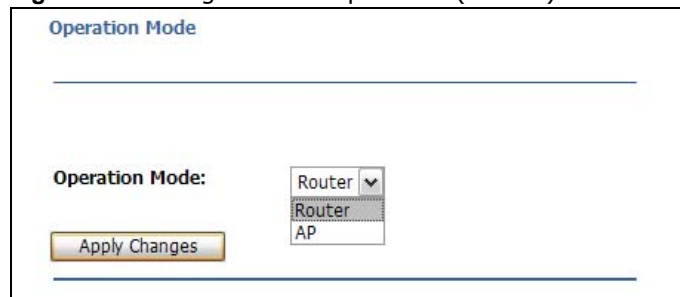 Operation Mode
Operation Mode:
Router
Router
AP
Apply Changes